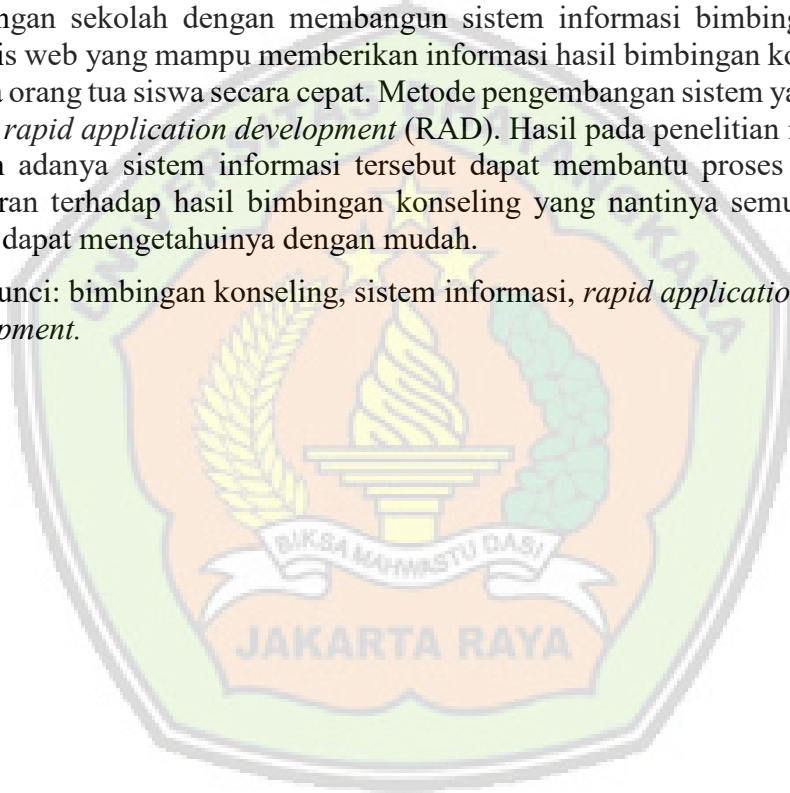 ngan sekolah dengan membangun sistem informasi bimbing
is web yang mampu memberikan informasi hasil bimbingan ko
a orang tua siswa secara cepat. Metode pengembangan sistem ya
rapid application development (RAD). Hasil pada penelitian i
n adanya sistem informasi tersebut dapat membantu proses
ran terhadap hasil bimbingan konseling yang nantinya semu
dapat mengetahuinya dengan mudah.
unci: bimbingan konseling, sistem informasi, rapid applicatio
pment.
UNIVERSITAS BHAYANGKARA
BIKSA MAHWASTU DASI
JAKARTA RAYA